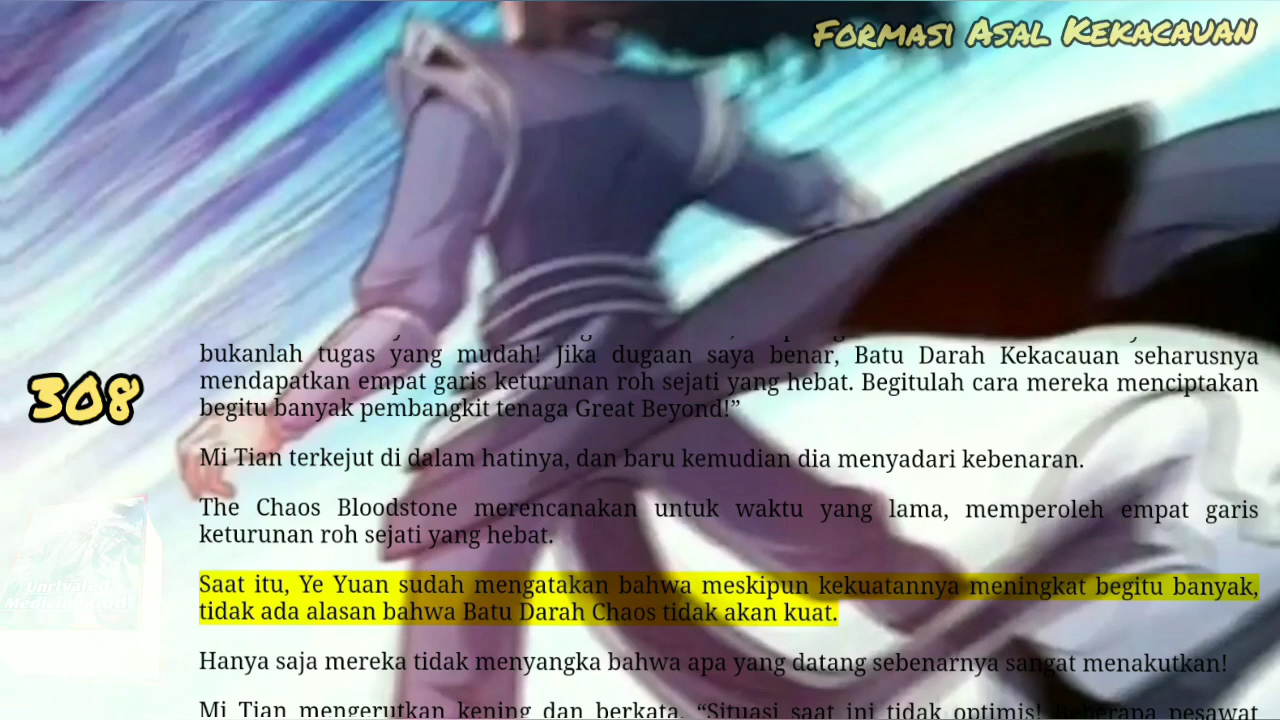 Formasi Asal Kekacauan
bukanlah tugas yang mudah! Jika dugaan saya benar, Batu Darah Kekacauan seharusnya
mendapatkan empat garis keturunan roh sejati yang hebat. Begitulah cara mereka menciptakan
begitu banyak pembangkit tenaga Great Beyond!”
308
Mi Tian terkejut di dalam hatinya, dan baru kemudian dia menyadari kebenaran.
The Chaos Bloodstone merencanakan untuk waktu yang lama, memperoleh empat garis
keturunan roh sejati yang hebat.
Saat itu, Ye Yuan sudah mengatakan bahwa meskipun kekuatannya meningkat begitu banyak,
tidak ada alasan bahwa Batu Darah Chaos tidak akan kuat.
Unrivaled
Medicine God
Hanya saja mereka tidak menyangka bahwa apa yang datang sebenarnya sangat menakutkan!
Mi Tian mengerutkan kening dan berkata, “Situasi saat ini tidak optimis! Beberapa pesawat